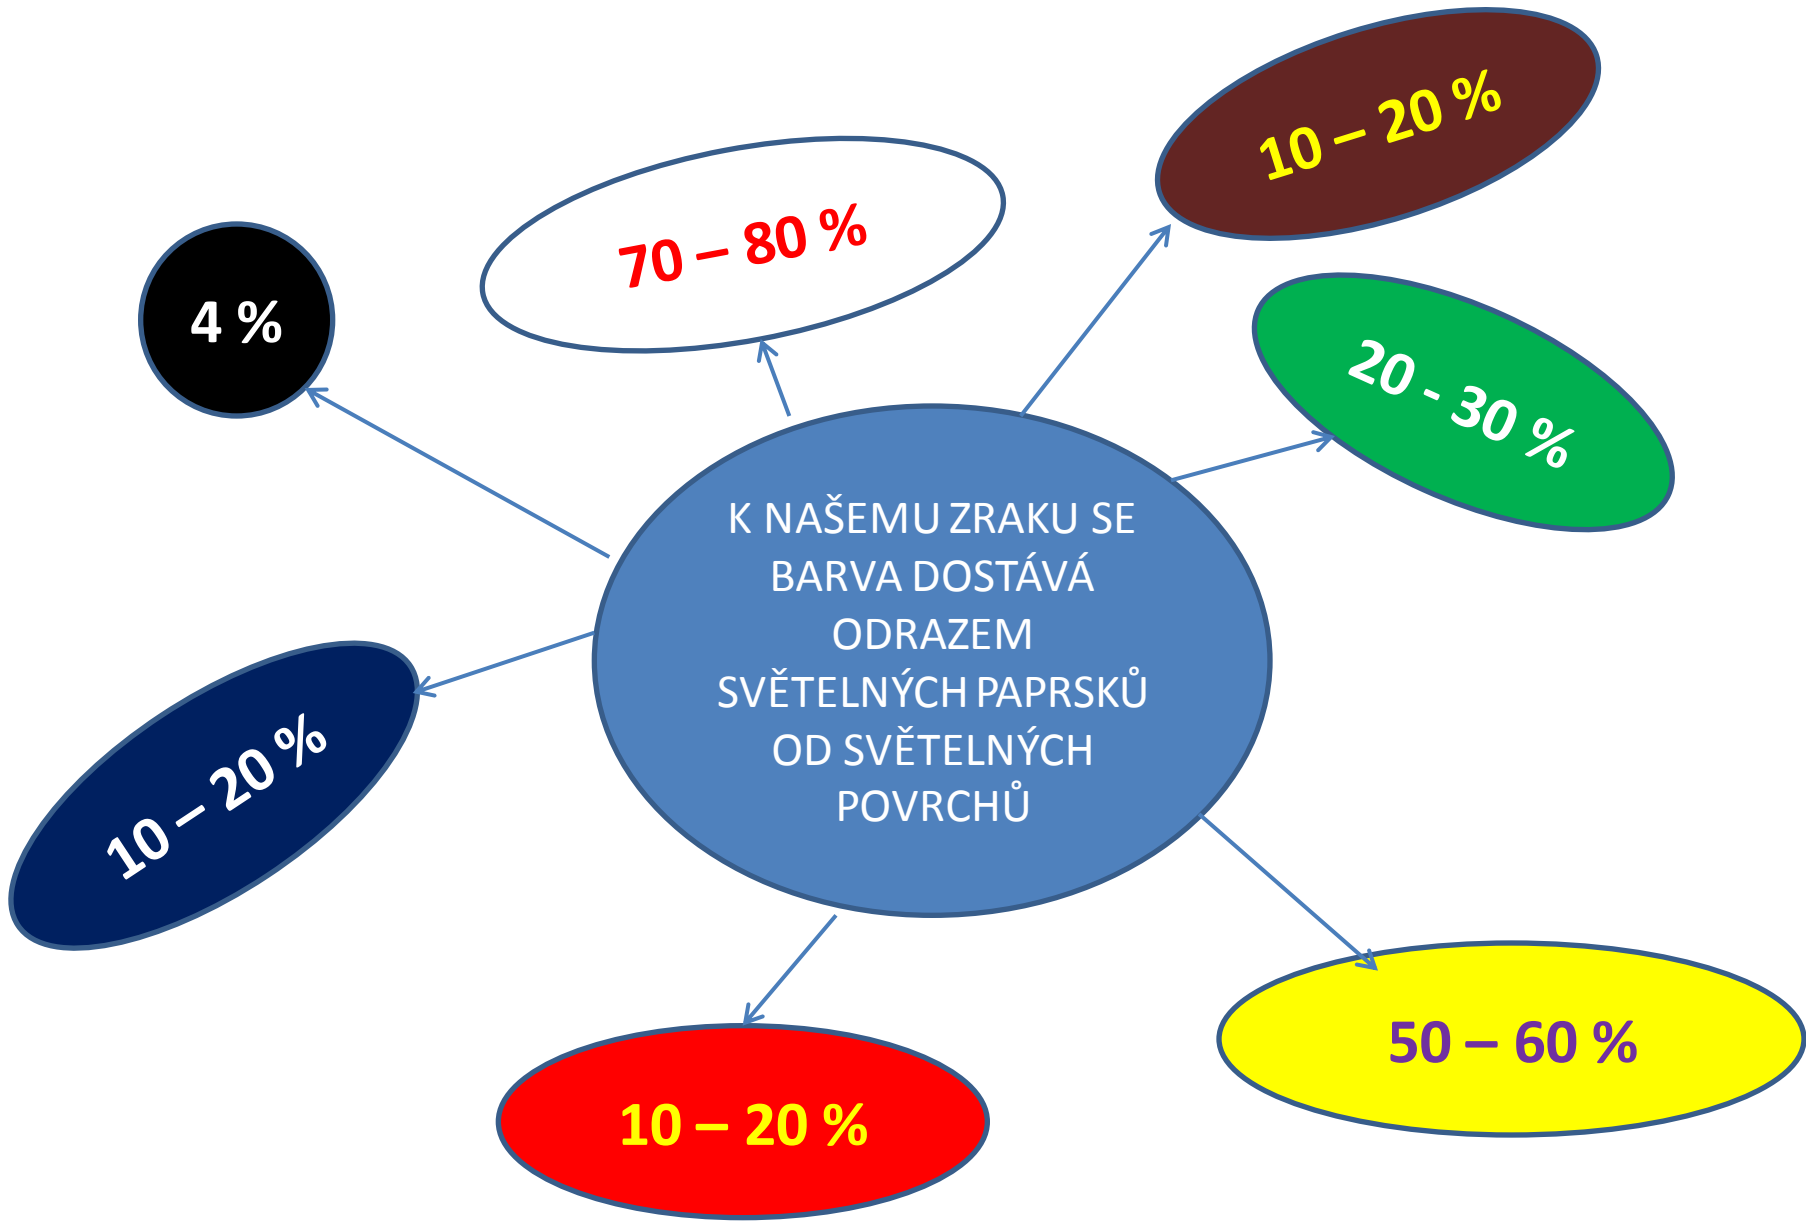 10 – 20 %
70 – 80 %
4 %
20 - 30 %
K NAŠEMU ZRAKU SE
BARVA DOSTÁVÁ
ODRAZEM
SVĚTELNÝCH PAPRSKŮ
OD SVĚTELNÝCH
POVRCHŮ
10 – 20 %
50 – 60 %
10 – 20 %